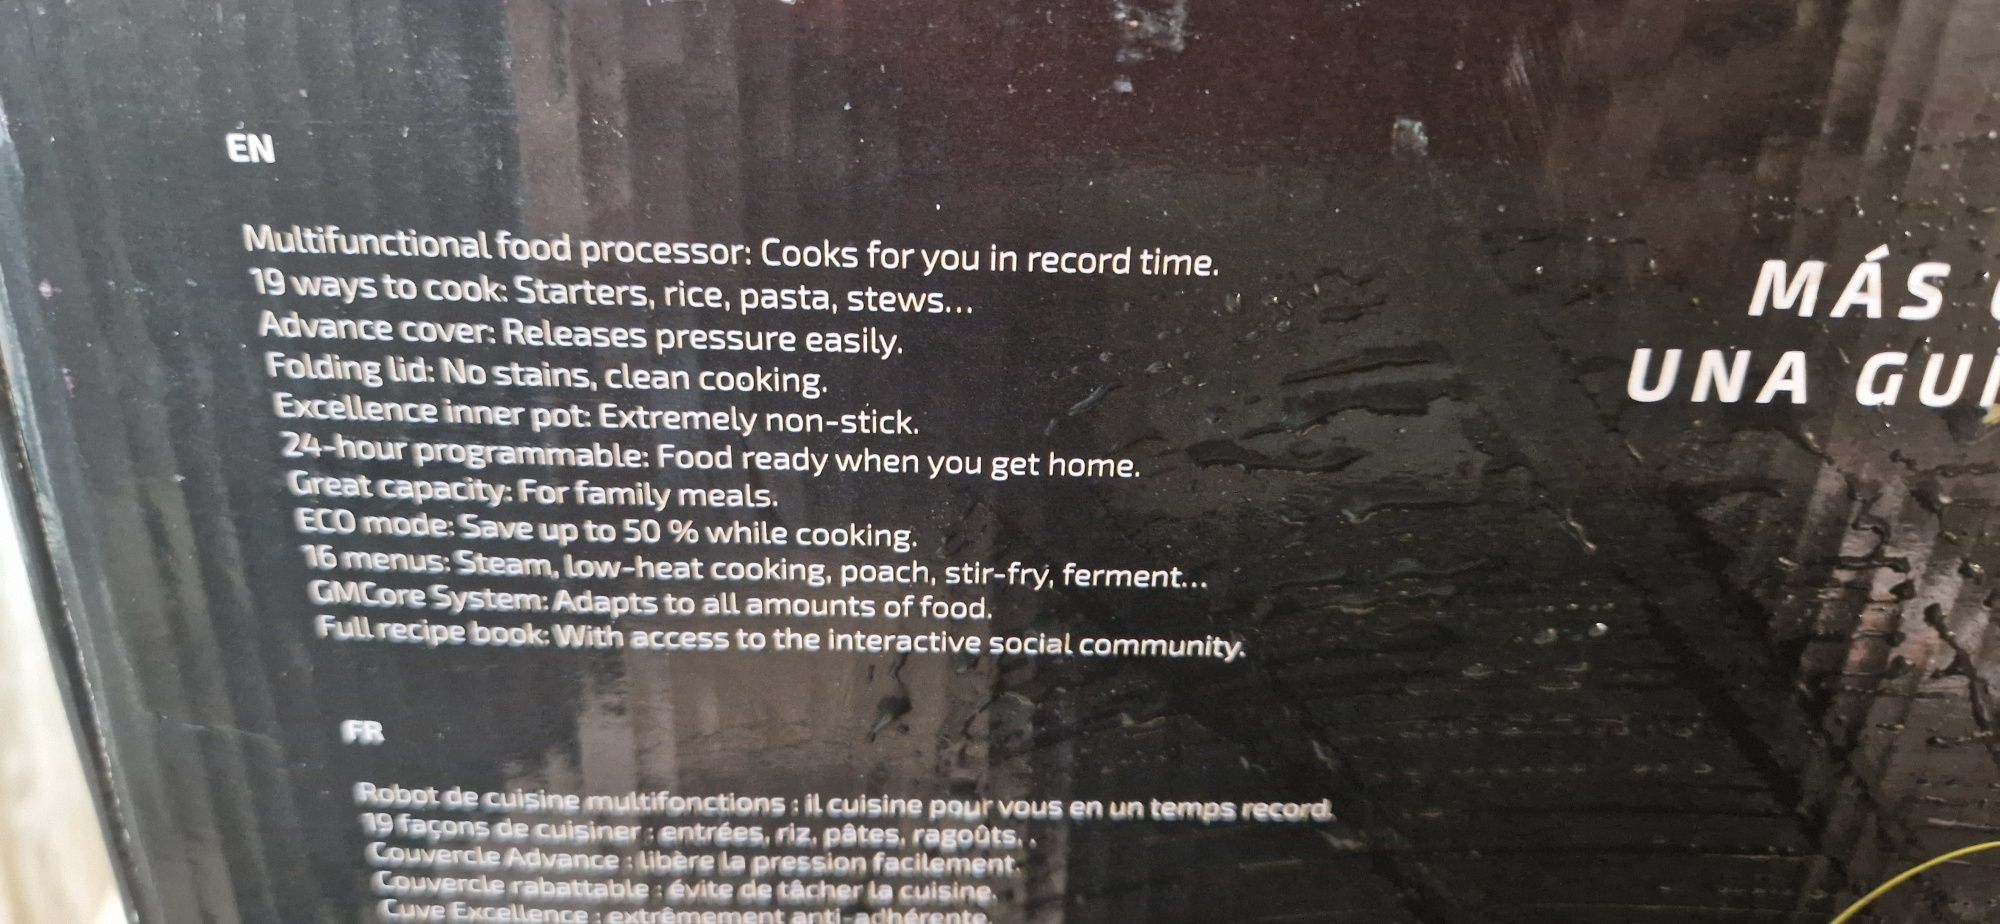 EN
Multifunctional food processor: Cooks for you in record time.
19 ways to cook: Starters, rice, pasta, stews...
Advance cover: Releases pressure easily.
Folding lid: No stains, clean cooking.
Excellence inner pot: Extremely non-stick.
24-hour programmable: Food ready when you get home.
Great capacity: For family meals.
ECO mode: Save up to 50 % while cooking.
16 menus: Steam, low-heat cooking, poach, stir-fry, ferment...
GMCore System: Adapts to all amounts of food.
Full recipe book: With access to the interactive social community.
FR
Robot de cuisine multifonctions : il cuisine pour vous en un temps record.
19 façons de cuisiner : entrées, riz, pâtes, ragoûts, .
Couvercle Advance : libère la pression facilement.
Couvercle rabattable : évite de tâcher la cuisine.
Cuve Excellence : extrêmement anti-adhérente.
MÁS
UNA